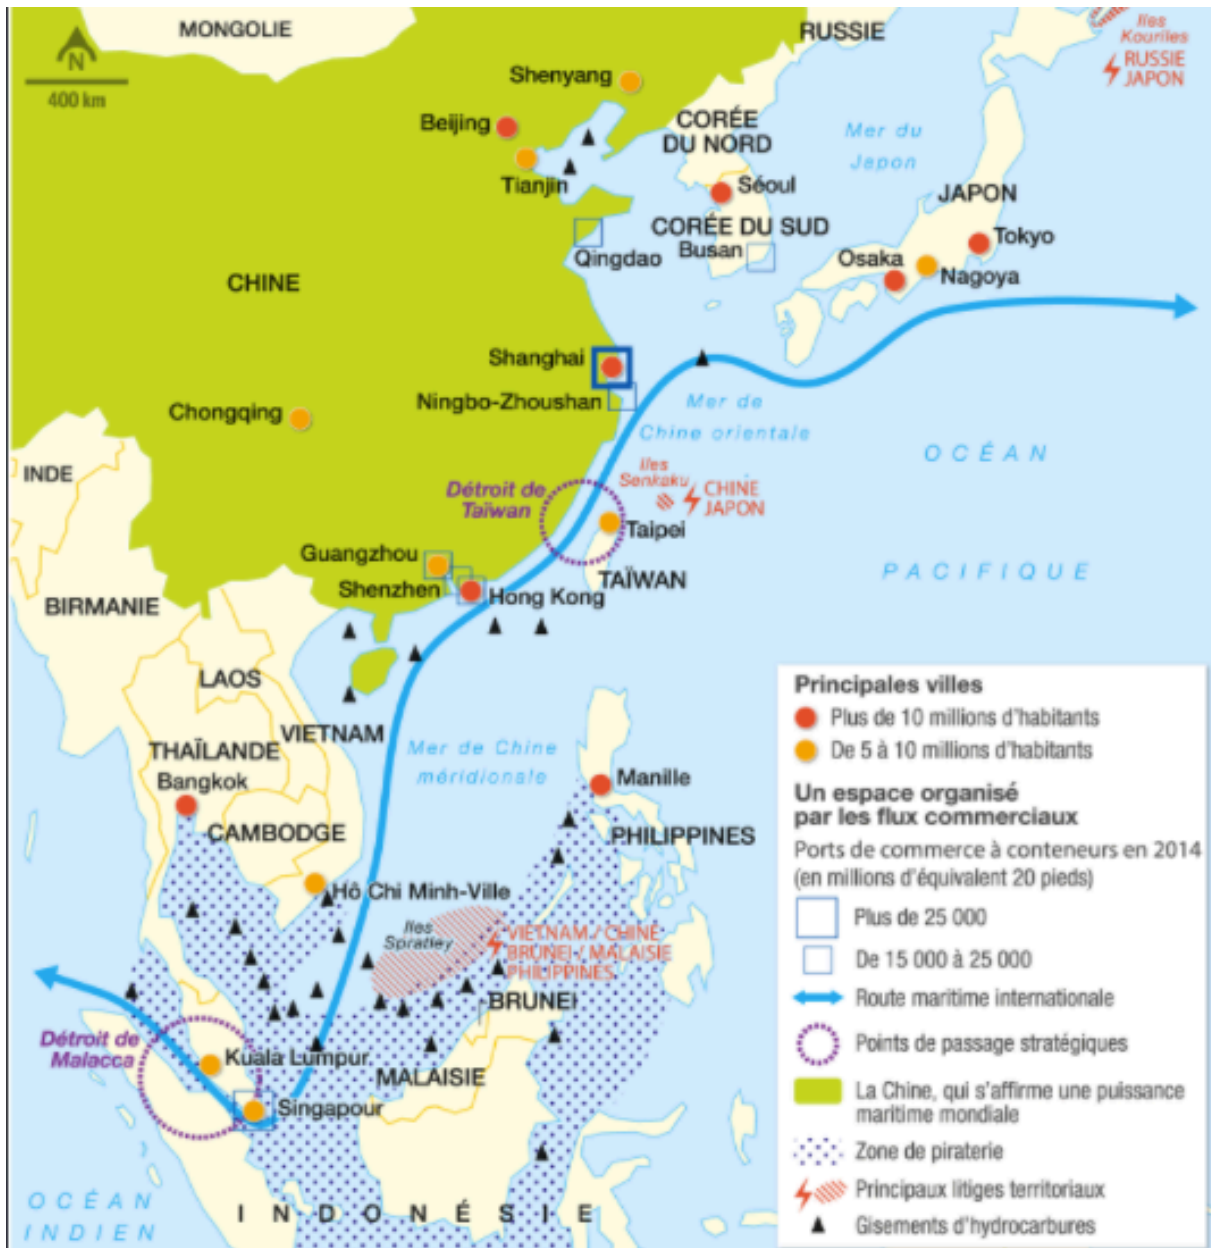 MONGOLIE
RUSSIE
Iles
Kouriles
RUSSIE
JAPON
N
400 km
Shenyang
Beijing
Tianjin
CORÉE
DU NORD
Mer du
Japon
Séoul
JAPON
CORÉE DU SUD
Busan
Qingdao
Tokyo
Osaka
Nagoya
CHINE
Shanghai
Ningbo-Zhoushan
Mer de
Chine orientale
Chongqing
OCÉAN
PACIFIQUE
INDE
Iles
Senkaku
CHINE
JAPON
Détroit de
Taïwan
Taipei
TAÏWAN
Guangzhou
Shenzhen
Hong Kong
BIRMANIE
LAOS
VIETNAM
THAÏLANDE
Bangkok
Mer de Chine
méridionale
Manille
CAMBODGE
PHILIPPINES
Hô Chi Minh-Ville
Iles
Spratley
VIETNAM / CHINE
BRUNEI / MALAISIE
PHILIPPINES
BRUNEI
Détroit de
Malacca
Kuala Lumpur
MALAISIE
Singapour
OCÉAN
INDIEN
INDONÉSIE
Principales villes
Plus de 10 millions d'habitants
De 5 à 10 millions d'habitants
Un espace organisé
par les flux commerciaux
Ports de commerce à conteneurs en 2014
(en millions d'équivalent 20 pieds)
Plus de 25 000
De 15 000 à 25 000
Route maritime internationale
Points de passage stratégiques
La Chine, qui s'affirme une puissance
maritime mondiale
Zone de piraterie
Principaux litiges territoriaux
Gisements d'hydrocarbures